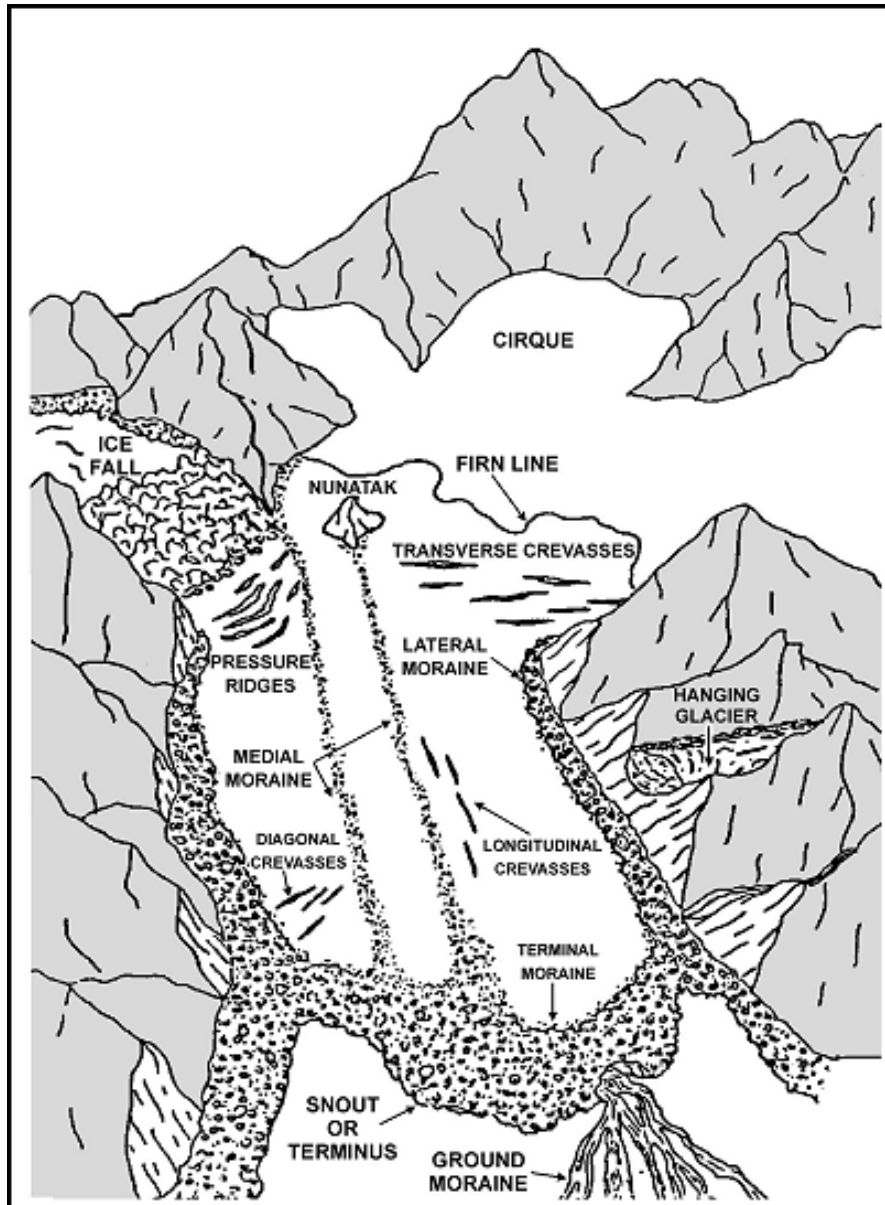 CIRQUE
ICE
FALL
FIRN LINE
NUNATAK
TRANSVERSE CREVASSES
LATERAL
MORAINE
PRESSURE
RIDGES
HANGING
GLACIER
MEDIAL
MORAINE
DIAGONAL
CREVASSES
LONGITUDINAL
CREVASSES
TERMINAL
MORAINE
SNOUT
OR
TERMINUS
GROUND
MORAINE